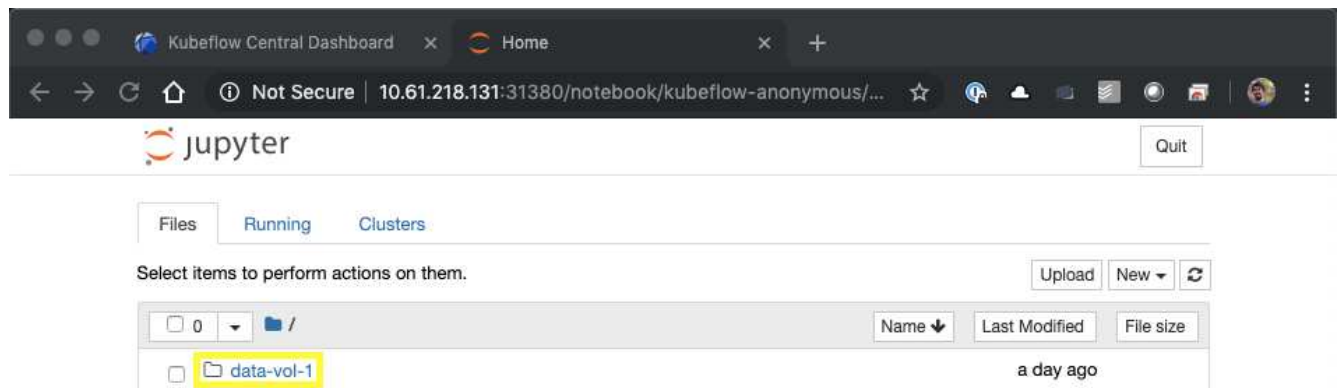 Kubeflow Central Dashboard
Home
Not Secure | 10.61.218.131:31380/notebook/kubeflow-anonymous/...
jupyter
Quit
Files Running Clusters
Select items to perform actions on them.
Upload New
0 / Name Last Modified File size
data-vol-1 a day ago